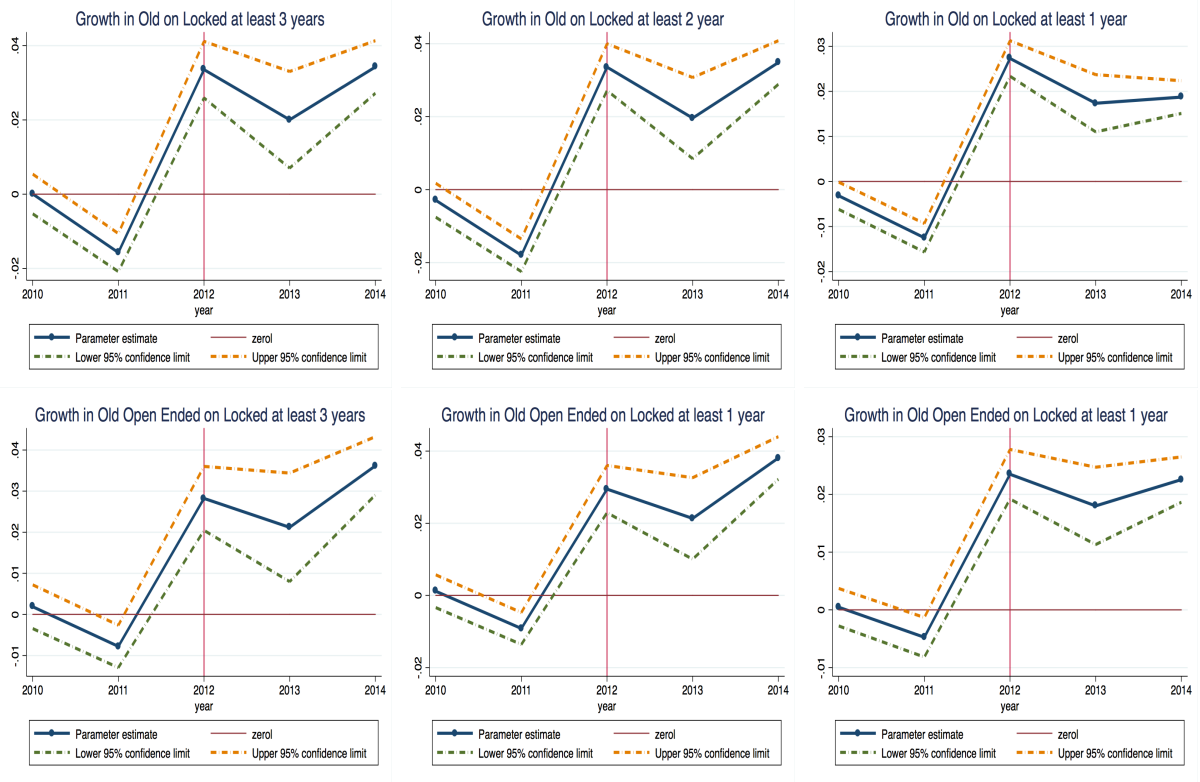 Growth in Old on Locked at least 3 years
.04
.02
0
-.02
2010 2011 2012 2013 2014
year
Parameter estimate zerol
Lower 95% confidence limit Upper 95% confidence limit
Growth in Old on Locked at least 2 year
.04
.02
0
-.02
2010 2011 2012 2013 2014
year
Parameter estimate zerol
Lower 95% confidence limit Upper 95% confidence limit
Growth in Old on Locked at least 1 year
.03
.02
.01
0
-.01
-.02
2010 2011 2012 2013 2014
year
Parameter estimate zerol
Lower 95% confidence limit Upper 95% confidence limit
Growth in Old Open Ended on Locked at least 3 years
.04
.03
.02
.01
0
-.01
2010 2011 2012 2013 2014
year
Parameter estimate zerol
Lower 95% confidence limit Upper 95% confidence limit
Growth in Old Open Ended on Locked at least 1 year
.04
.02
0
-.02
2010 2011 2012 2013 2014
year
Parameter estimate zerol
Lower 95% confidence limit Upper 95% confidence limit
Growth in Old Open Ended on Locked at least 1 year
.03
.02
.01
0
-.01
2010 2011 2012 2013 2014
year
Parameter estimate zerol
Lower 95% confidence limit Upper 95% confidence limit